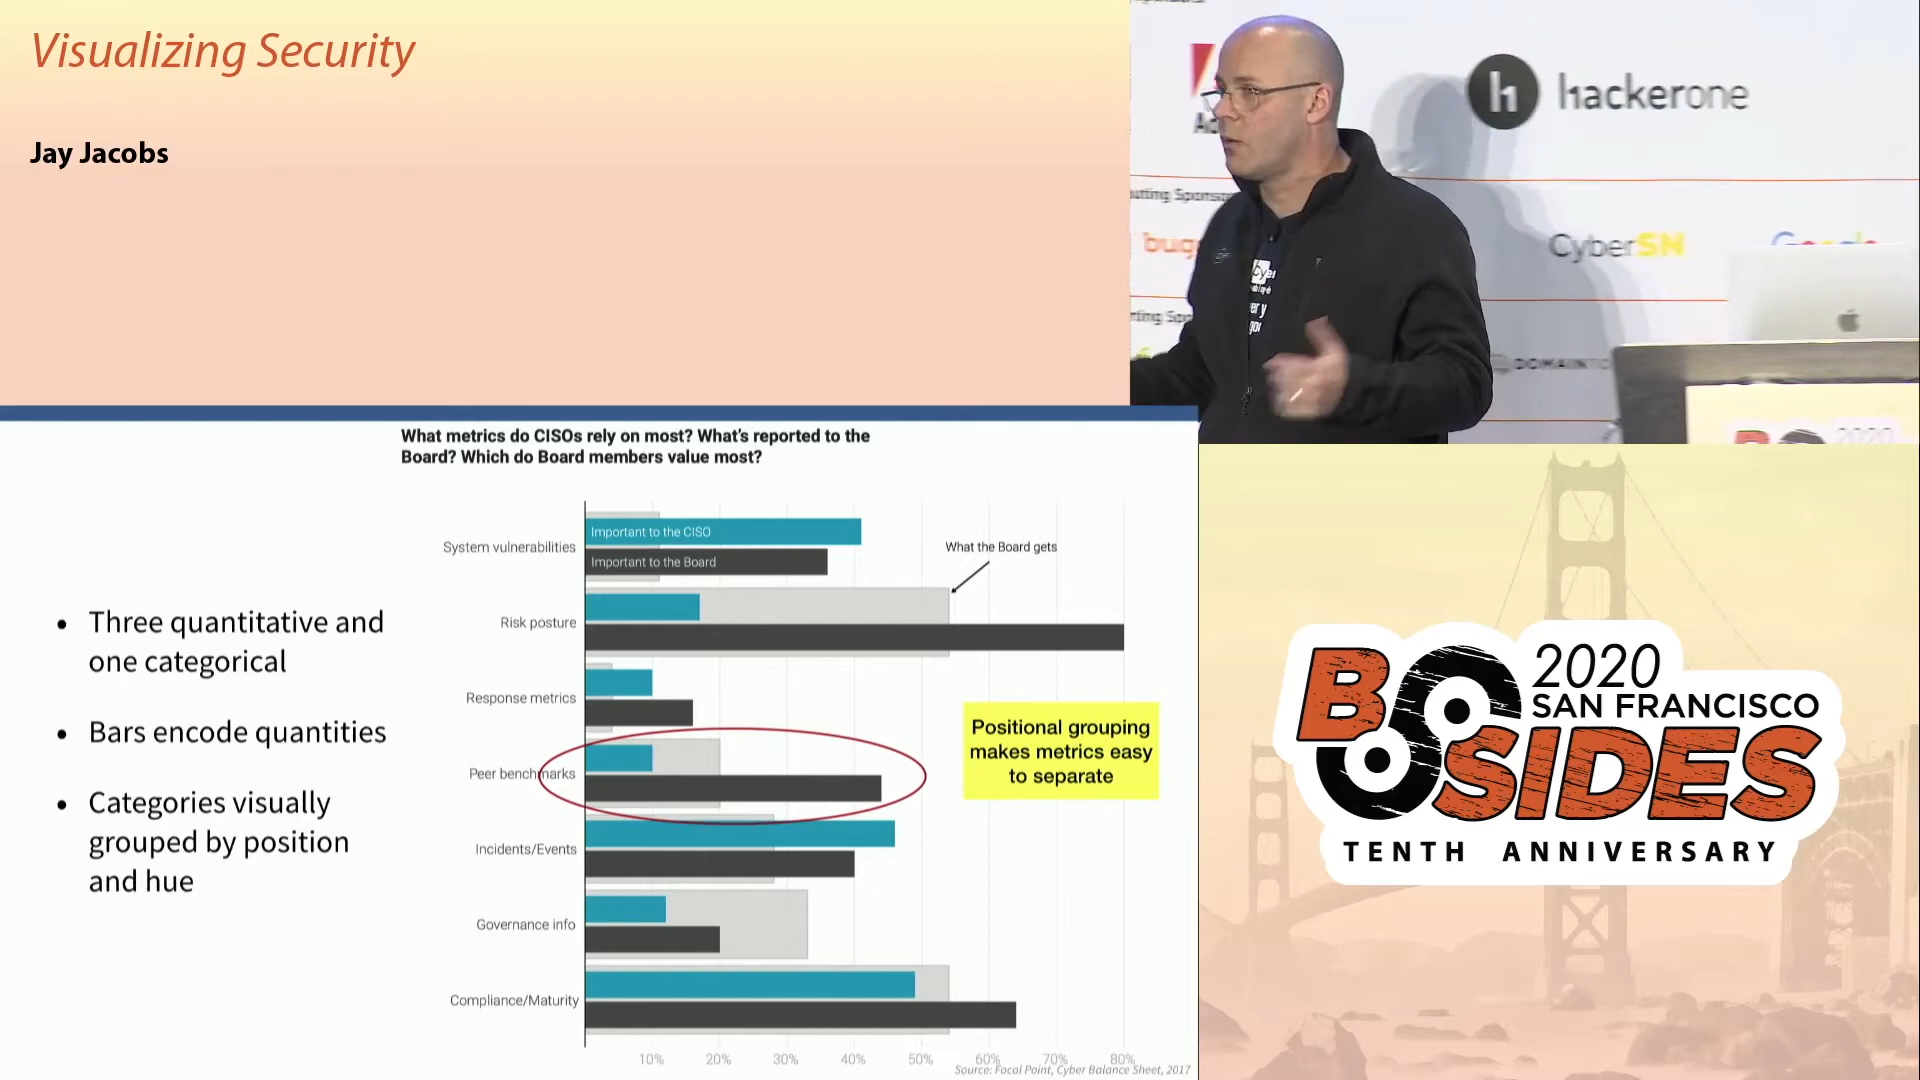 Visualizing Security
Jay Jacobs
hackerone
CyberSN
What metrics do CISOs rely on most? What's reported to the
Board? Which do Board members value most?
System vulnerabilities
Important to the CISO
Important to the Board
What the Board gets
Risk posture
Response metrics
Peer benchmarks
Incidents/Events
Governance info
Compliance/Maturity
10% 20% 30% 40% 50% 60% 70% 80%
Source: Focal Point, Cyber Balance Sheet, 2017
• Three quantitative and
one categorical
• Bars encode quantities
• Categories visually
grouped by position
and hue
Positional grouping
makes metrics easy
to separate
2020
SAN FRANCISCO
BSIDES
TENTH ANNIVERSARY